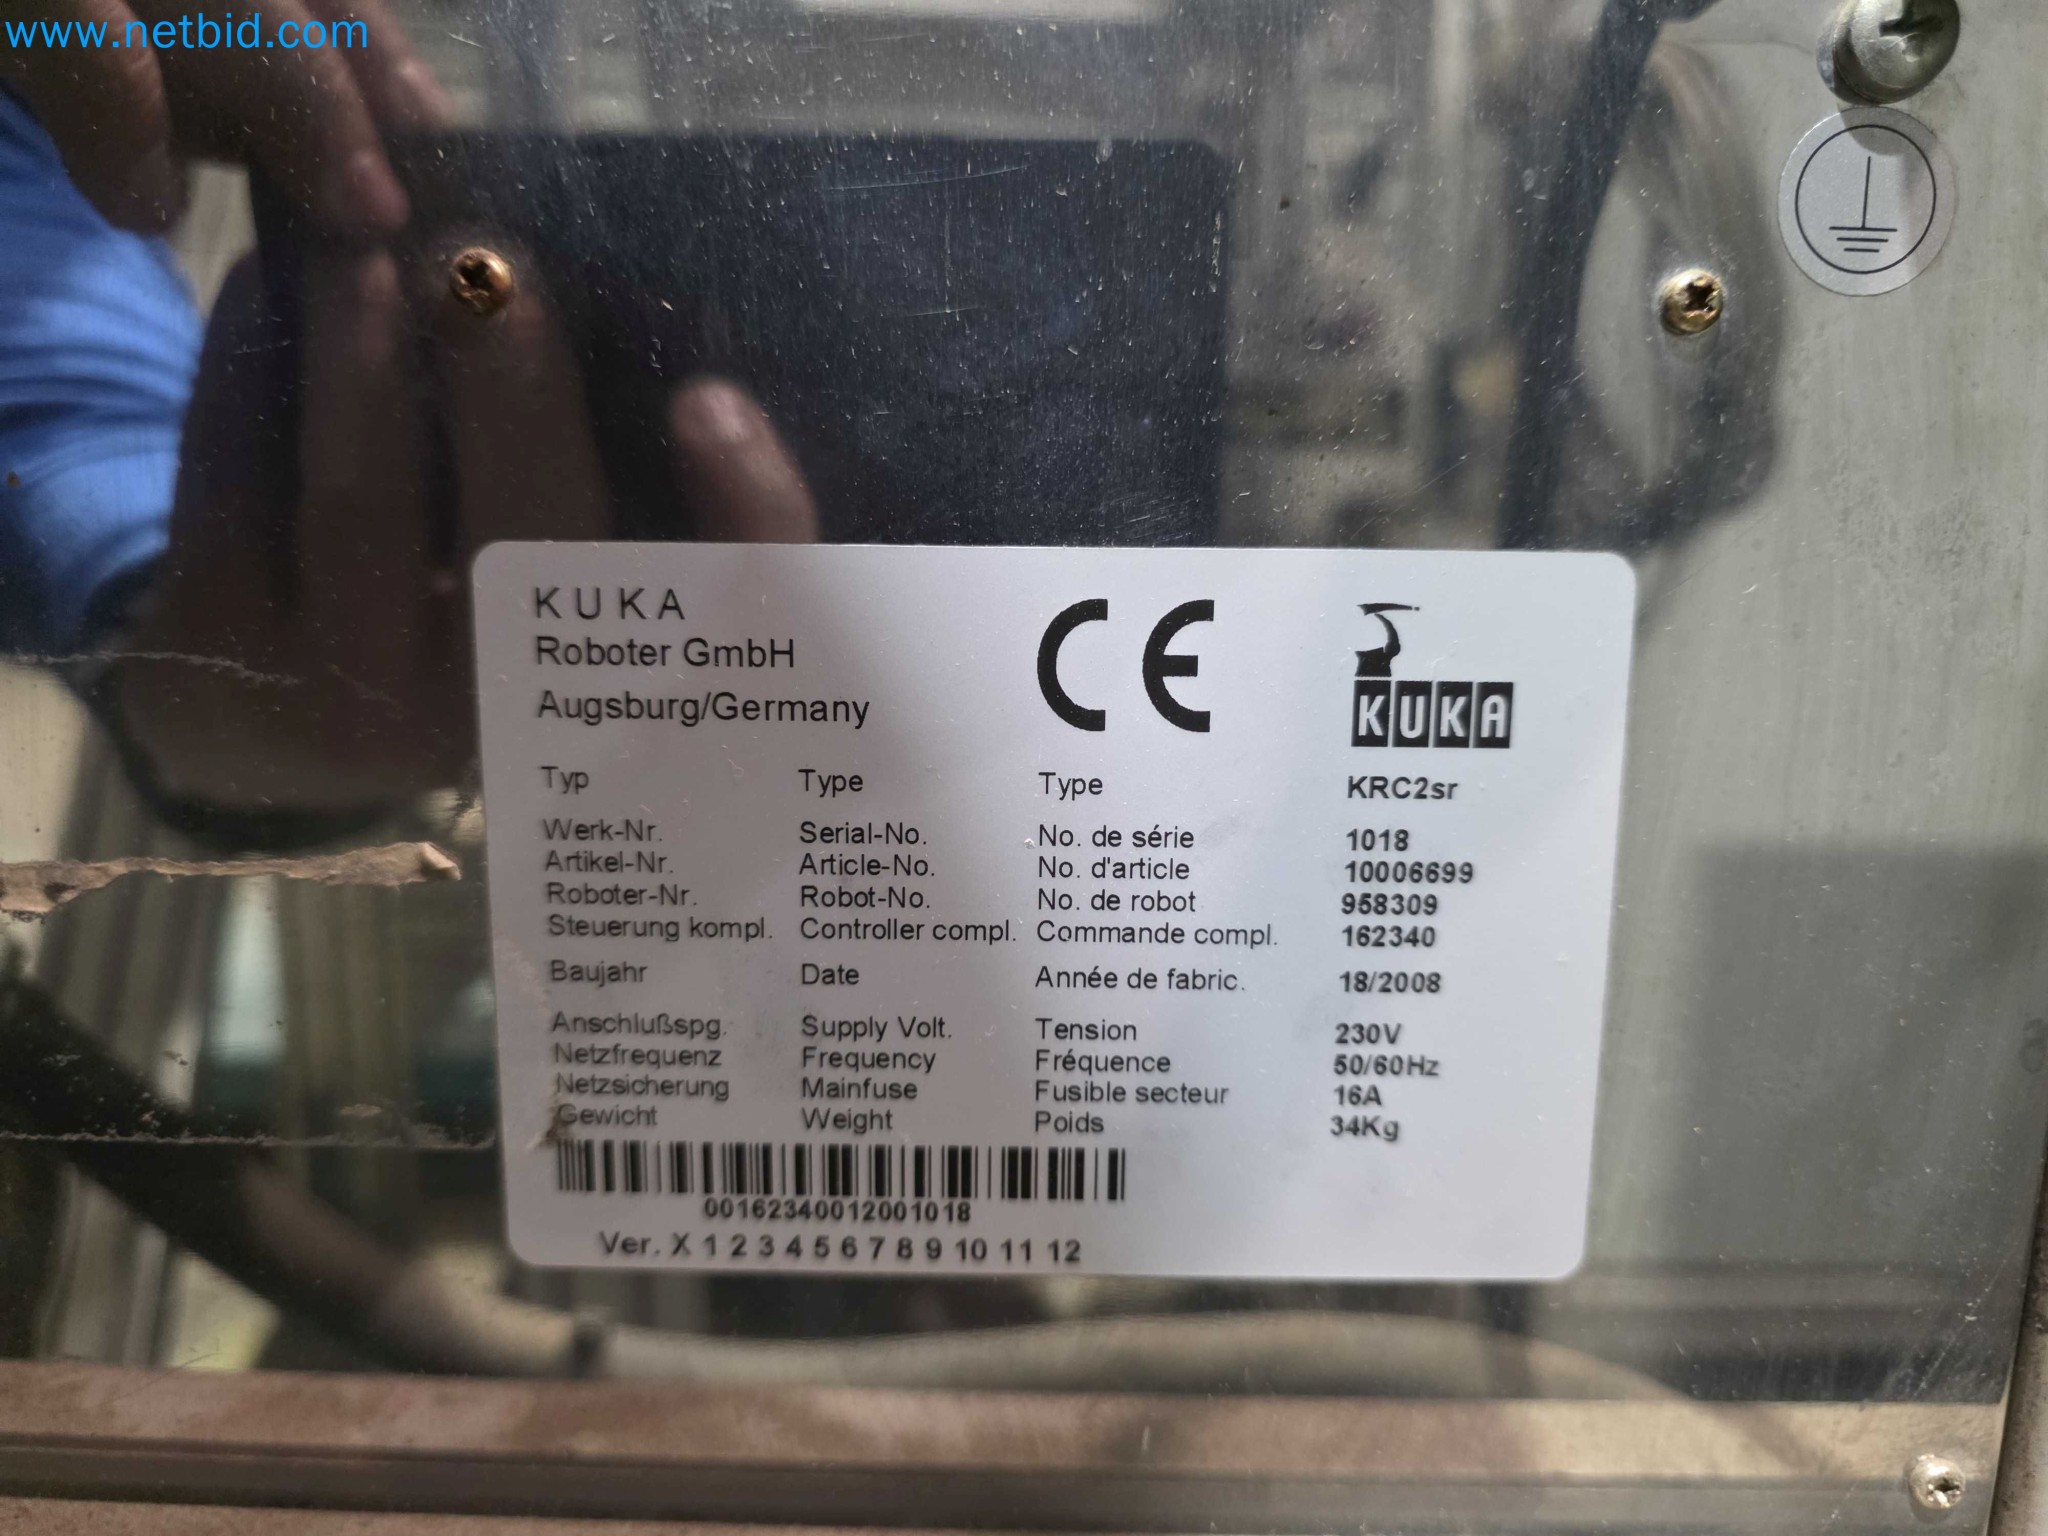 www.netbid.com
K U K A
Roboter GmbH
Augsburg/Germany
CE
KUKA
Typ Type Type KRC2sr
Werk-Nr. Serial-No. No. de série 1018
Artikel-Nr. Article-No. No. d'article 10006699
Roboter-Nr. Robot-No. No. de robot 958309
Steuerung kompl. Controller compl. Commande compl. 162340
Baujahr Date Année de fabric. 18/2008
Anschlußspg. Supply Volt. Tension 230V
Netzfrequenz Frequency Fréquence 50/60Hz
Netzsicherung Mainfuse Fusible secteur 16A
Gewicht Weight Poids 34Kg
00162340012001018
Ver. X 1 2 3 4 5 6 7 8 9 10 11 12